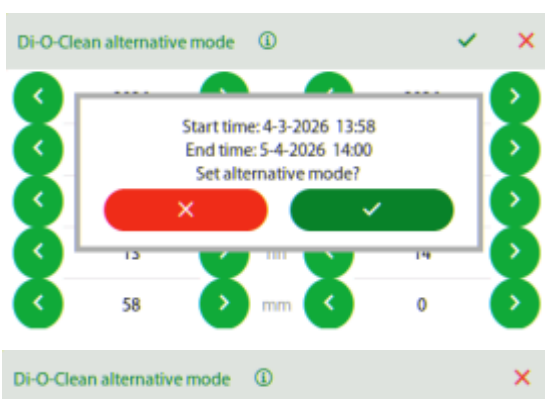 Di-O-Clean alternative mode
Start time: 4-3-2026 13:58
End time: 5-4-2026 14:00
Set alternative mode?
13 14
58 mm 0
Di-O-Clean alternative mode